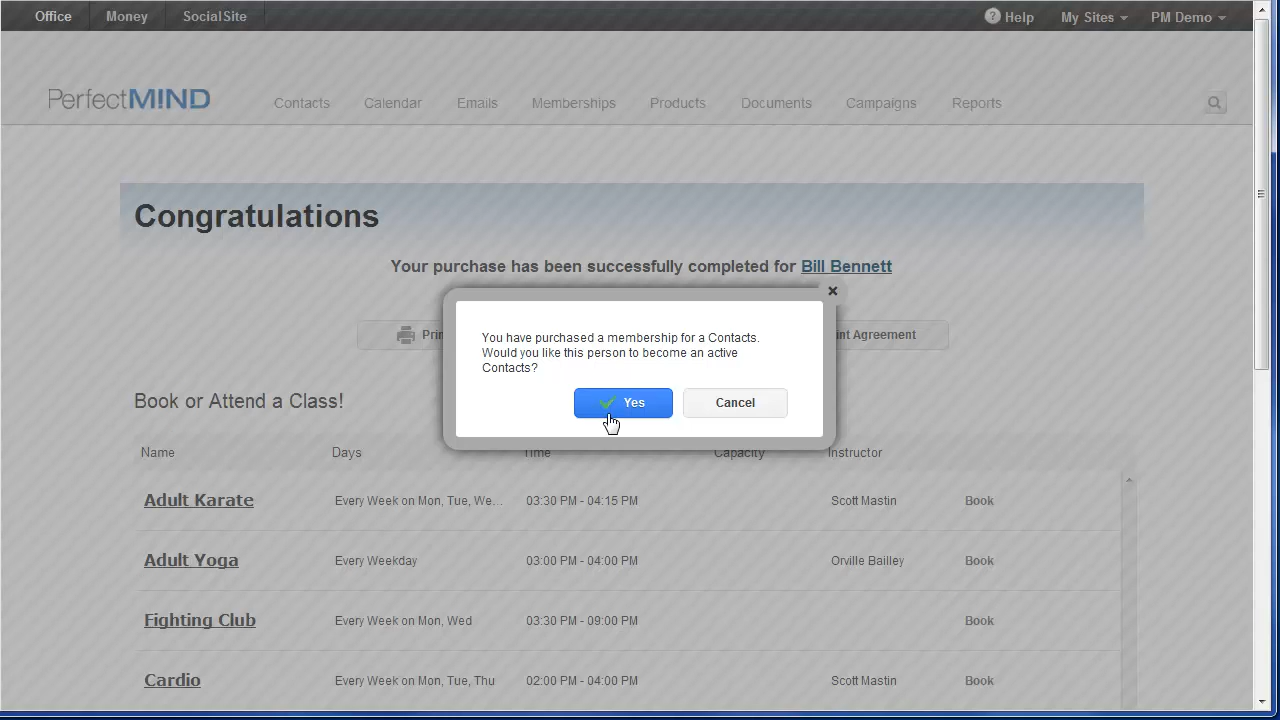 Office Money SocialSite ? Help My Sites PM Demo
PerfectMIND Contacts Calendar Emails Memberships Products Documents Campaigns Reports
Congratulations
Your purchase has been successfully completed for Bill Bennett
You have purchased a membership for a Contacts.
Would you like this person to become an active
Contacts?
Agreement
Yes Cancel
Book or Attend a Class!
Name Days Time Capacity Instructor
Adult Karate Every Week on Mon, Tue, We... 03:30 PM - 04:15 PM Scott Mastin Book
Adult Yoga Every Weekday 03:00 PM - 04:00 PM Orville Bailley Book
Fighting Club Every Week on Mon, Wed 03:30 PM - 09:00 PM Book
Cardio Every Week on Mon, Tue, Thu 02:00 PM - 04:00 PM Scott Mastin Book